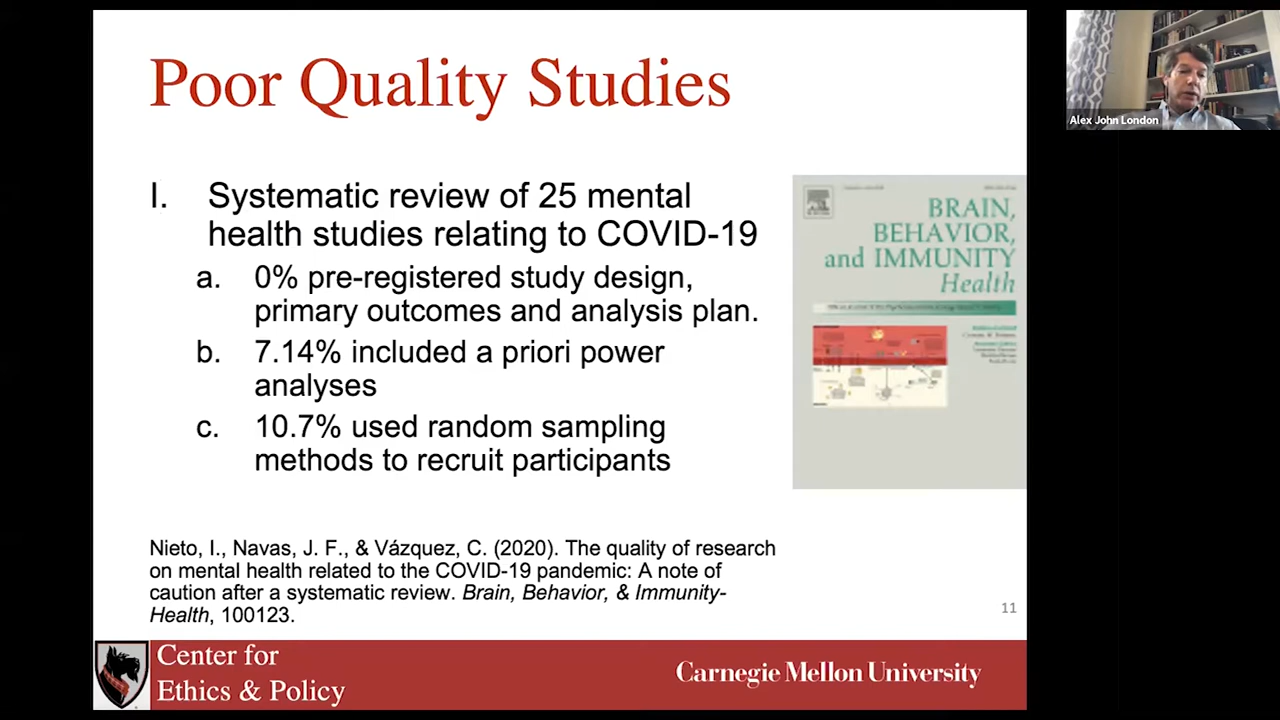 Poor Quality Studies
I. Systematic review of 25 mental
health studies relating to COVID-19
a. 0% pre-registered study design,
primary outcomes and analysis plan.
b. 7.14% included a priori power
analyses
c. 10.7% used random sampling
methods to recruit participants
BRAIN,
BEHAVIOR,
and IMMUNITY
Health
Nieto, I., Navas, J. F., & Vázquez, C. (2020). The quality of research
on mental health related to the COVID-19 pandemic: A note of
caution after a systematic review. Brain, Behavior, & Immunity-
Health, 100123.
11
Center for
Ethics & Policy
Carnegie Mellon University
Alex John London